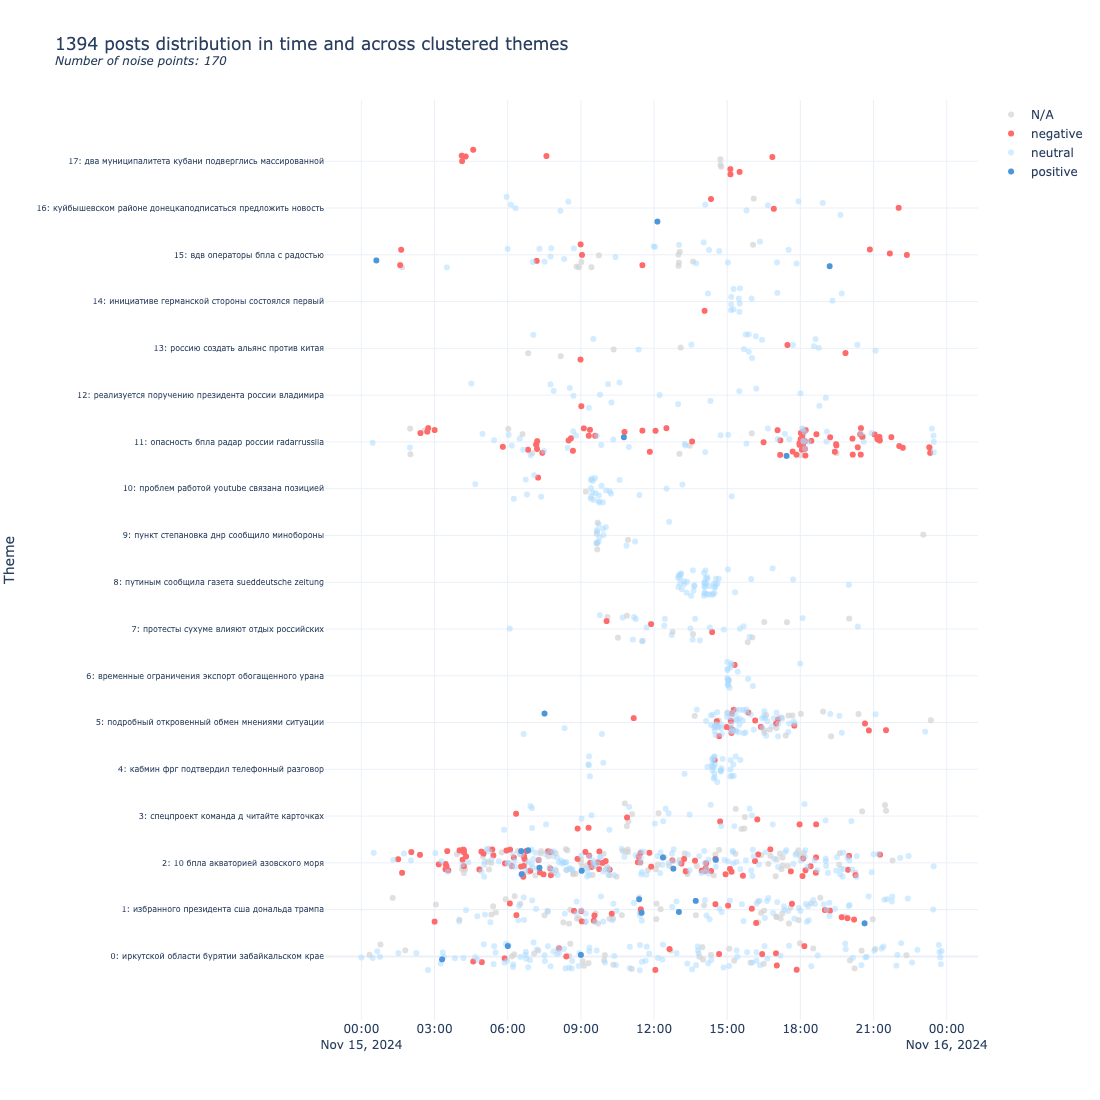 1394 posts distribution in time and across clustered themes
Number of noise points: 170
N/A
negative
neutral
positive
Theme
17: два муниципалитета кубани подверглись массированной
16: куйбышевском районе донецкаподписаться предложить новость
15: вдв операторы бпла с радостью
14: инициативе германской стороны состоялся первый
13: россию создать альянс против китая
12: реализуется поручению президента россии владимира
11: опасность бпла радар россии radarrussiia
10: проблем работой youtube связана позицией
9: пункт степановка днр сообщило минобороны
8: путиным сообщила газета sueddeutsche zeitung
7: протесты сухуме влияют отдых российских
6: временные ограничения экспорт обогащенного урана
5: подробный откровенный обмен мнениями ситуации
4: кабмин фрг подтвердил телефонный разговор
3: спецпроект команда д читайте карточках
2: 10 бпла акваторией азовского моря
1: избранного президента сша дональда трампа
0: иркутской области бурятии забайкальском крае
00:00 03:00 06:00 09:00 12:00 15:00 18:00 21:00 00:00
Nov 15, 2024 Nov 16, 2024